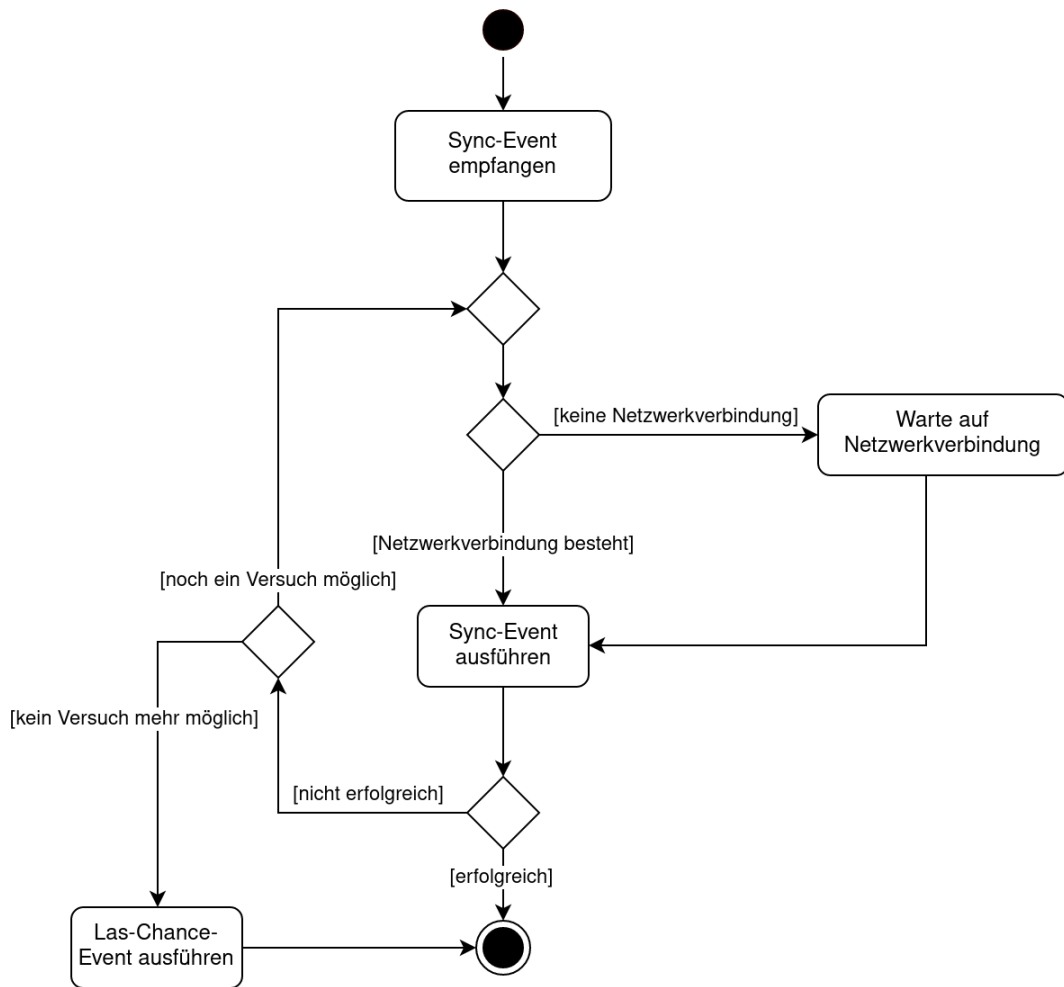 Sync-Event
empfangen
[keine Netzwerkverbindung]
Warte auf
Netzwerkverbindung
[Netzwerkverbindung besteht]
[noch ein Versuch möglich]
Sync-Event
ausführen
[kein Versuch mehr möglich]
[nicht erfolgreich]
[erfolgreich]
Las-Chance-
Event ausführen